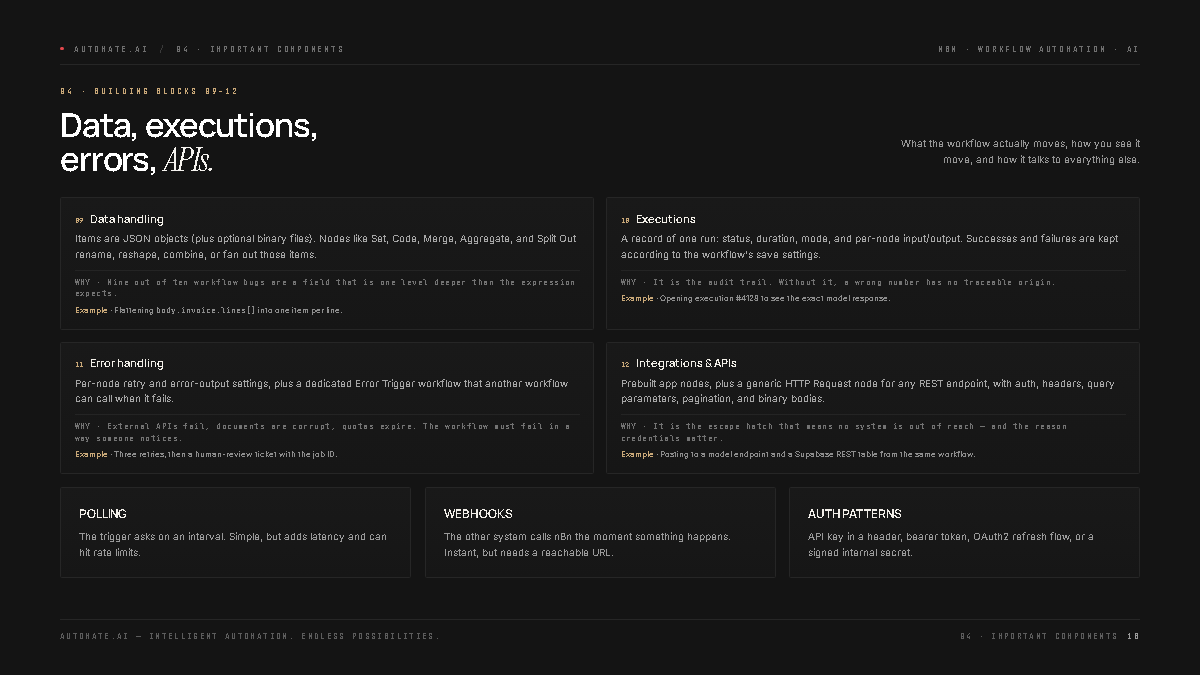 AUTOMATE.AI / 04 · IMPORTANT COMPONENTS
N8N · WORKFLOW AUTOMATION · AI
04 · BUILDING BLOCKS 09–12
Data, executions,
errors, APIs.
What the workflow actually moves, how you see it
move, and how it talks to everything else.
09 Data handling
Items are JSON objects (plus optional binary files). Nodes like Set, Code, Merge, Aggregate, and Split Out
rename, reshape, combine, or fan out those items.
WHY · Nine out of ten workflow bugs are a field that is one level deeper than the expression
expects.
Example · Flattening body.invoice.lines[] into one item per line.
10 Executions
A record of one run: status, duration, mode, and per-node input/output. Successes and failures are kept
according to the workflow's save settings.
WHY · It is the audit trail. Without it, a wrong number has no traceable origin.
Example · Opening execution #4128 to see the exact model response.
11 Error handling
Per-node retry and error-output settings, plus a dedicated Error Trigger workflow that another workflow
can call when it fails.
WHY · External APIs fail, documents are corrupt, quotas expire. The workflow must fail in a
way someone notices.
Example · Three retries, then a human-review ticket with the job ID.
12 Integrations & APIs
Prebuilt app nodes, plus a generic HTTP Request node for any REST endpoint, with auth, headers, query
parameters, pagination, and binary bodies.
WHY · It is the escape hatch that means no system is out of reach — and the reason
credentials matter.
Example · Posting to a model endpoint and a Supabase REST table from the same workflow.
POLLING
The trigger asks on an interval. Simple, but adds latency and can
hit rate limits.
WEBHOOKS
The other system calls n8n the moment something happens.
Instant, but needs a reachable URL.
AUTH PATTERNS
API key in a header, bearer token, OAuth2 refresh flow, or a
signed internal secret.
AUTOMATE.AI — INTELLIGENT AUTOMATION. ENDLESS POSSIBILITIES.
04 · IMPORTANT COMPONENTS 18